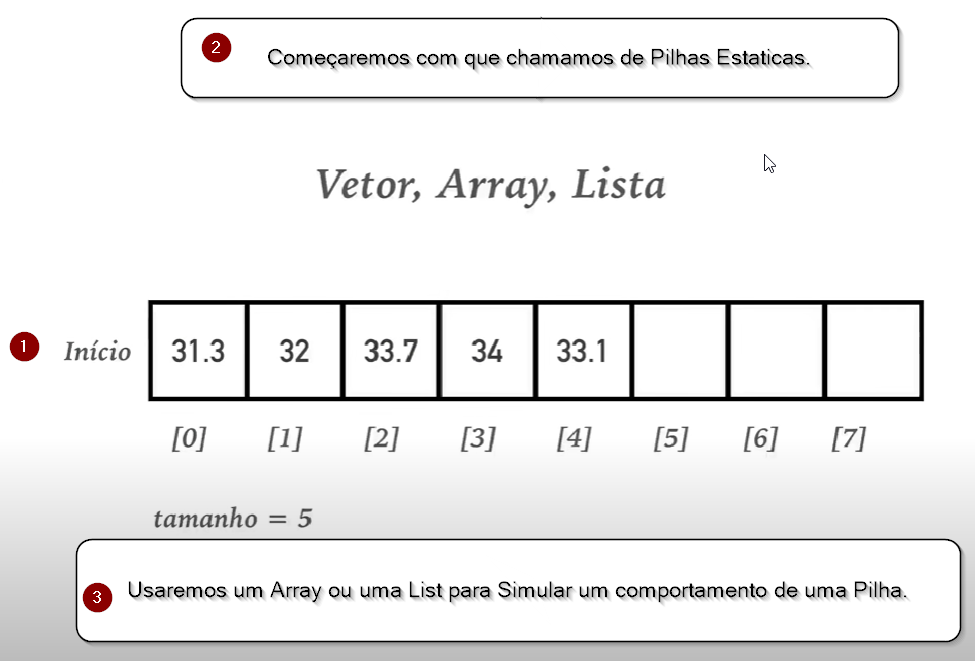 2 Começaremos com que chamamos de Pilhas Estaticas.
Vetor, Array, Lista
1 Início 31.3 32 33.7 34 33.1
[0] [1] [2] [3] [4] [5] [6] [7]
tamanho = 5
3 Usaremos um Array ou uma List para Simular um comportamento de uma Pilha.